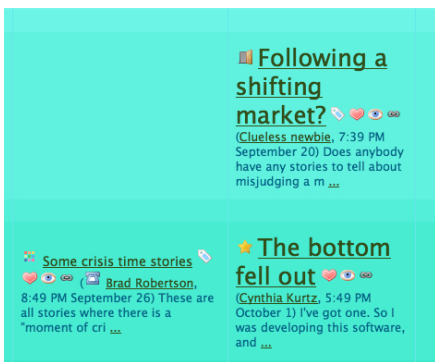 Following a
shifting
market?
(Clueless newbie, 7:39 PM
September 20) Does anybody
have any stories to tell about
misjudging a m ...
Some crisis time stories
( Brad Robertson,
8:49 PM September 26) These are
all stories where there is a
"moment of cri ...
The bottom
fell out
(Cynthia Kurtz, 5:49 PM
October 1) I've got one. So I
was developing this software,
and ...